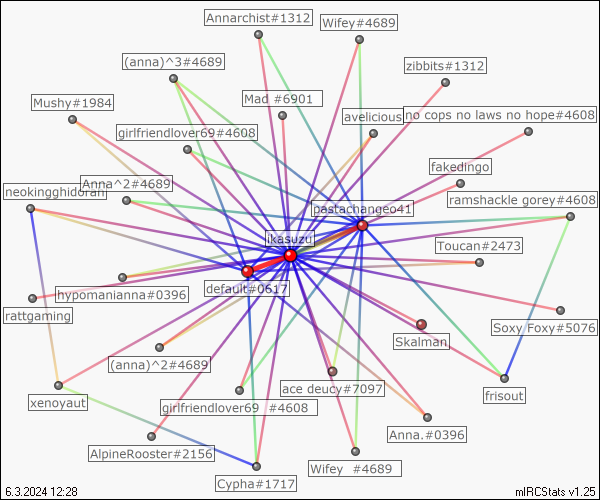 Annarchist#1312
Wifey#4689
(anna)^3#4689
zibbits#1312
Mushy#1984
Mad #6901
avelicious
no cops no laws no hope#4608
girlfriendlover69#4608
fakedingo
Anna^2#4689
neokingghidorah
ramshackle gorey#4608
pastachangeo41
ikasuzu
Toucan#2473
default#0617
hypomanianna#0396
rattgaming
Soxy Foxy#5076
Skalman
(anna)^2#4689
ace deucy#7097
frisout
xenoyaut
girlfriendlover69 #4608
Anna.#0396
AlpineRooster#2156
Wifey #4689
Cypha#1717
6.3.2024 12:28
mIRCStats v1.25